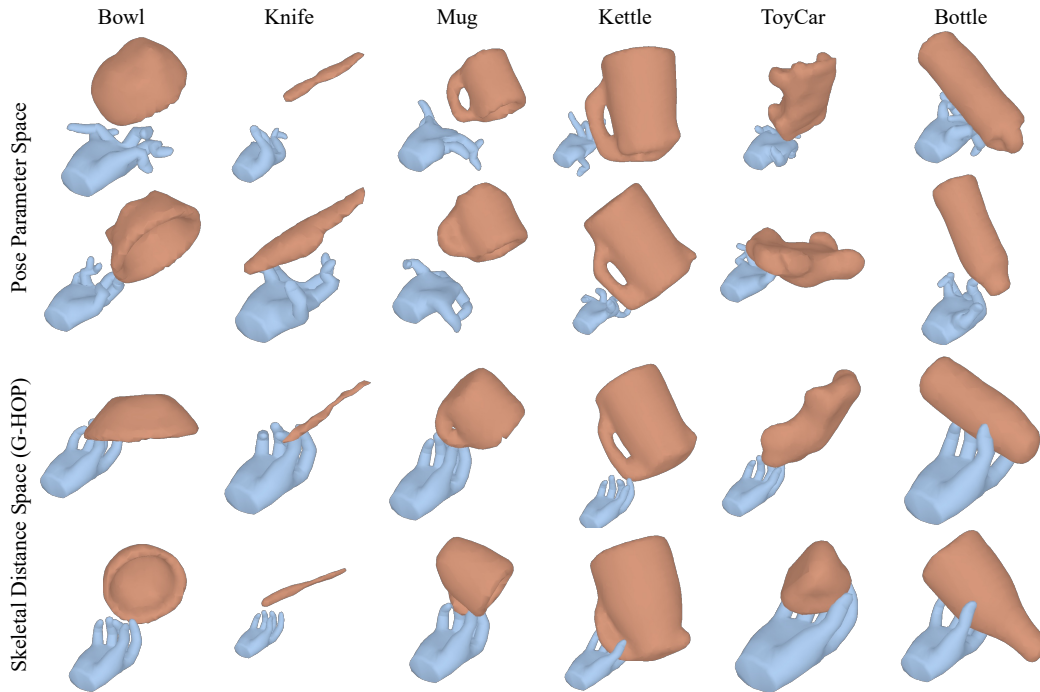 Bowl Knife Mug Kettle ToyCar Bottle
Pose Parameter Space
Skeletal Distance Space (G-HOP)